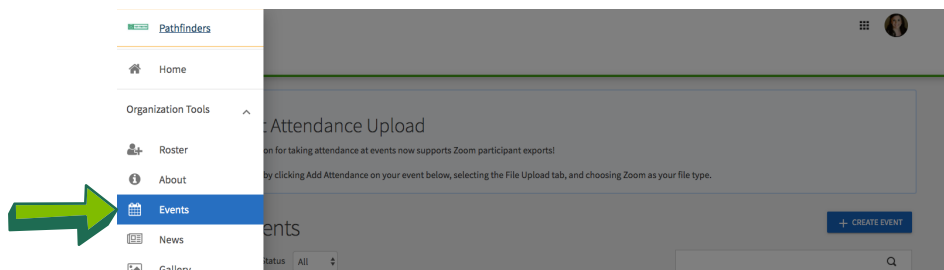 Pathfinders
Home
Organization Tools
Roster
About
Events
News
Gallery
t Attendance Upload
on for taking attendance at events now supports Zoom participant exports!
by clicking Add Attendance on your event below, selecting the File Upload tab, and choosing Zoom as your file type.
ents
+ CREATE EVENT
Status All